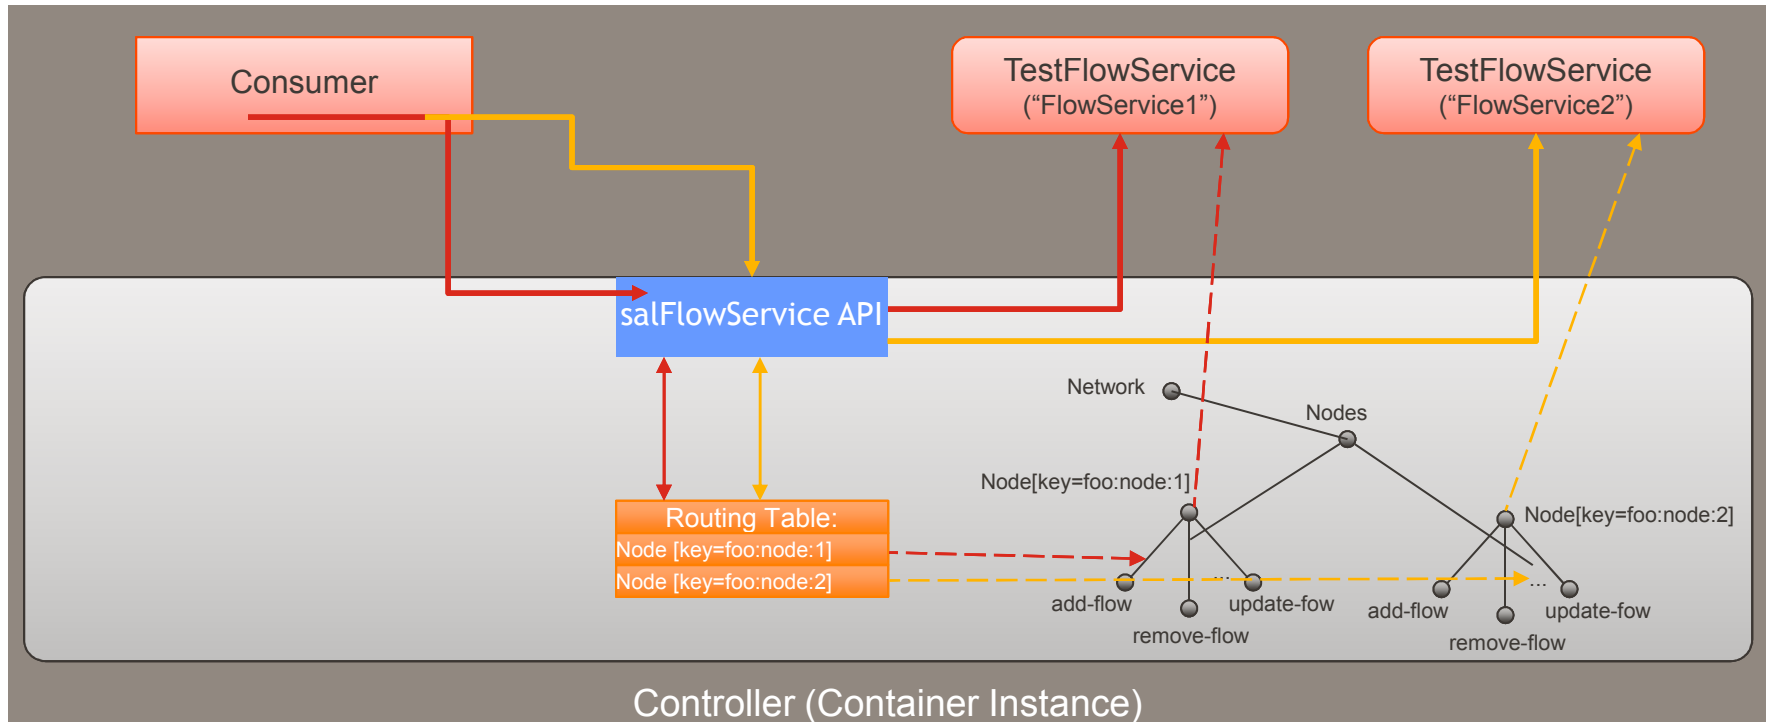 Consumer
TestFlowService
(“FlowService1”)
TestFlowService
(“FlowService2”)
salFlowService API
Network
Nodes
Node[key=foo:node:1]
Node[key=foo:node:2]
Routing Table:
Node [key=foo:node:1]
Node [key=foo:node:2]
...
add-flow
update-fow
remove-flow
...
add-flow
update-fow
remove-flow
Controller (Container Instance)